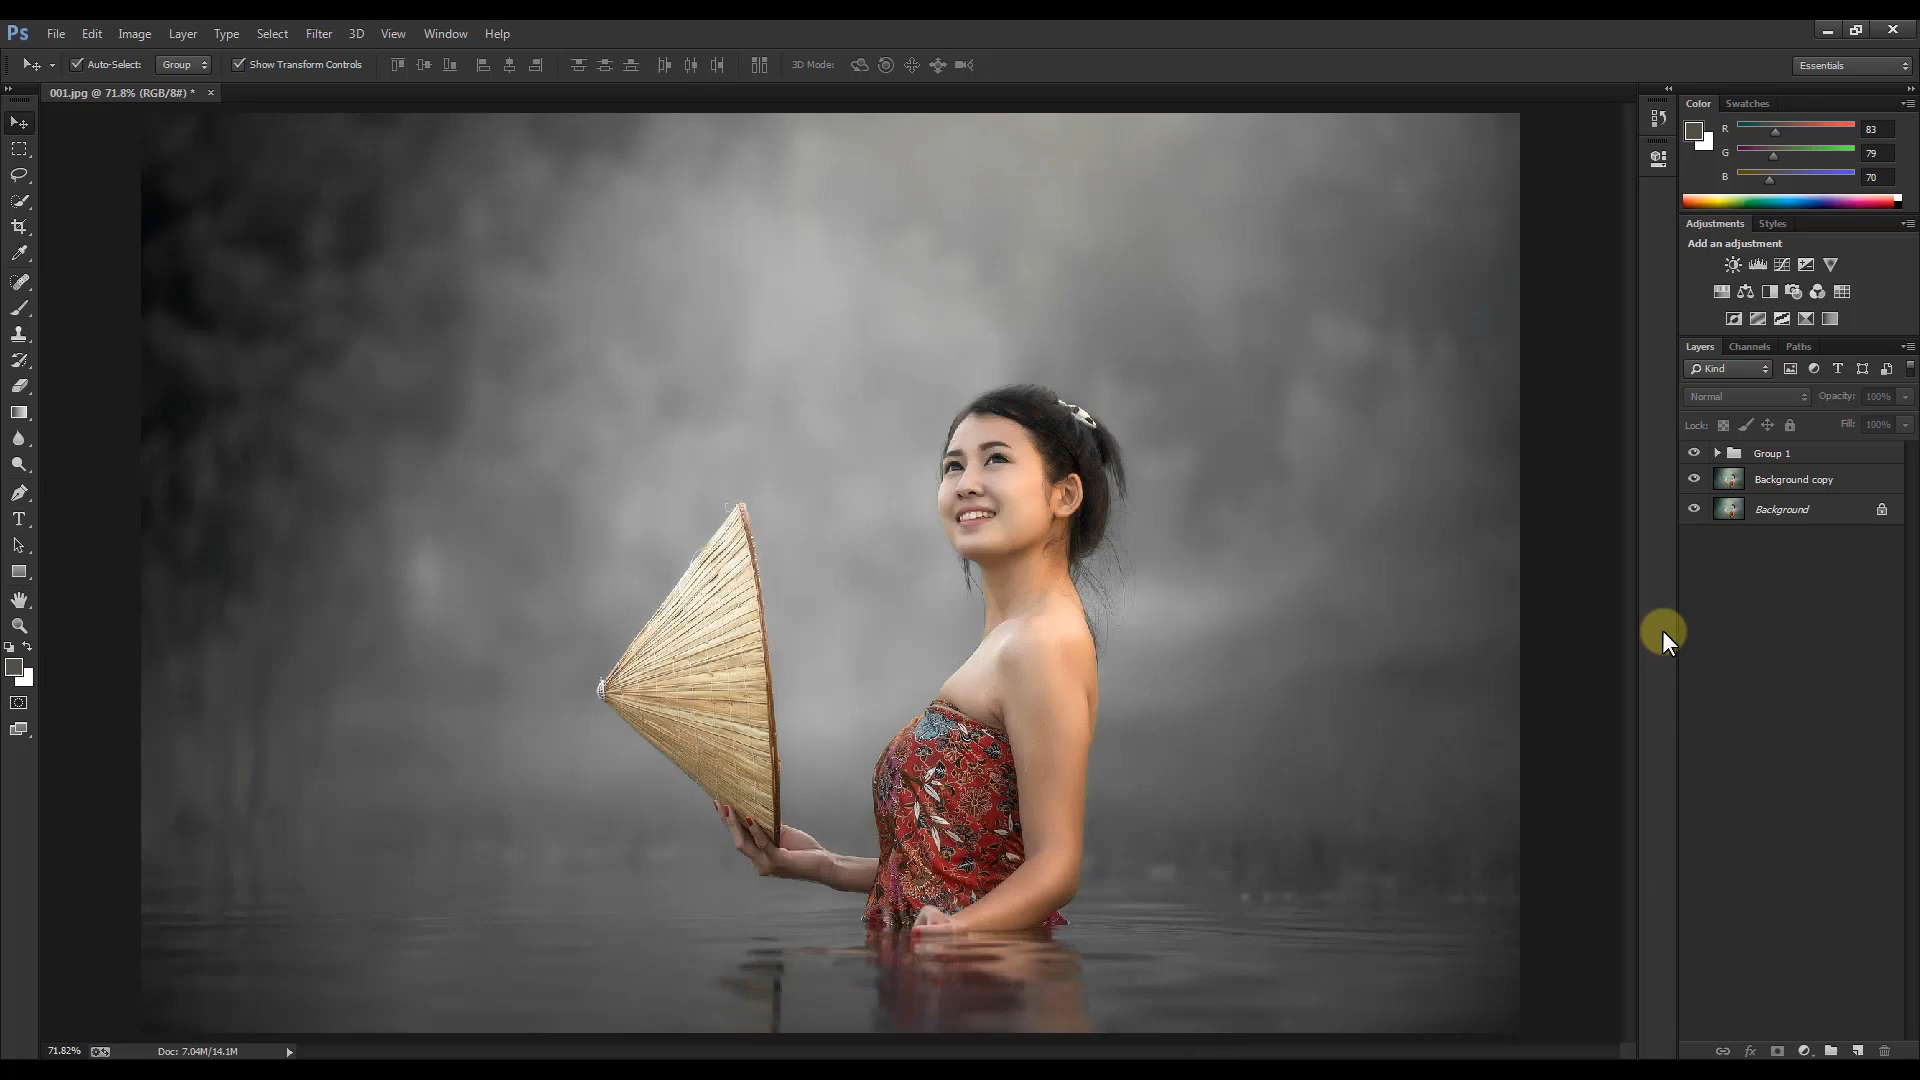 Ps File Edit Image Layer Type Select Filter 3D View Window Help
Auto-Select: Group Show Transform Controls 3D Mode: Essentials
001.jpg @ 71.8% (RGB/8#) * ×
Color Swatches
R 83
G 79
B 70
Adjustments Styles
Add an adjustment
Layers Channels Paths
Kind T
Normal Opacity: 100%
Lock: Fill: 100%
Group 1
Background copy
Background
71.82% Doc: 7.04M/14.1M fx